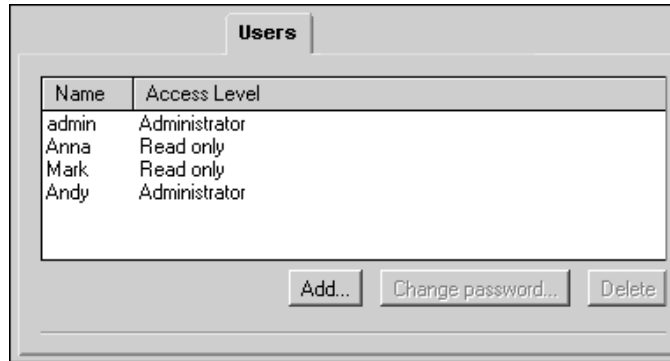 Users
Name Access Level
admin Administrator
Anna Read only
Mark Read only
Andy Administrator
Add... Change password... Delete